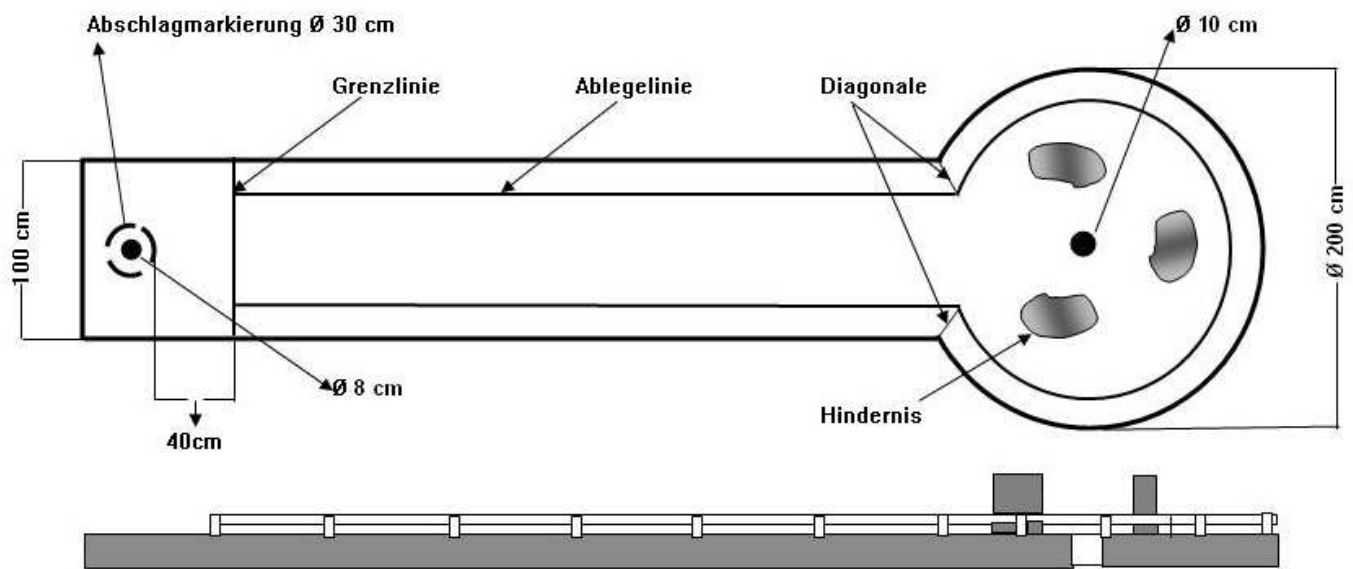 Abschlagmarkierung Ø 30 cm
Ø 10 cm
Grenzlinie
Ablegelinie
Diagonale
100 cm
Ø 200 cm
Ø 8 cm
Hindernis
40cm